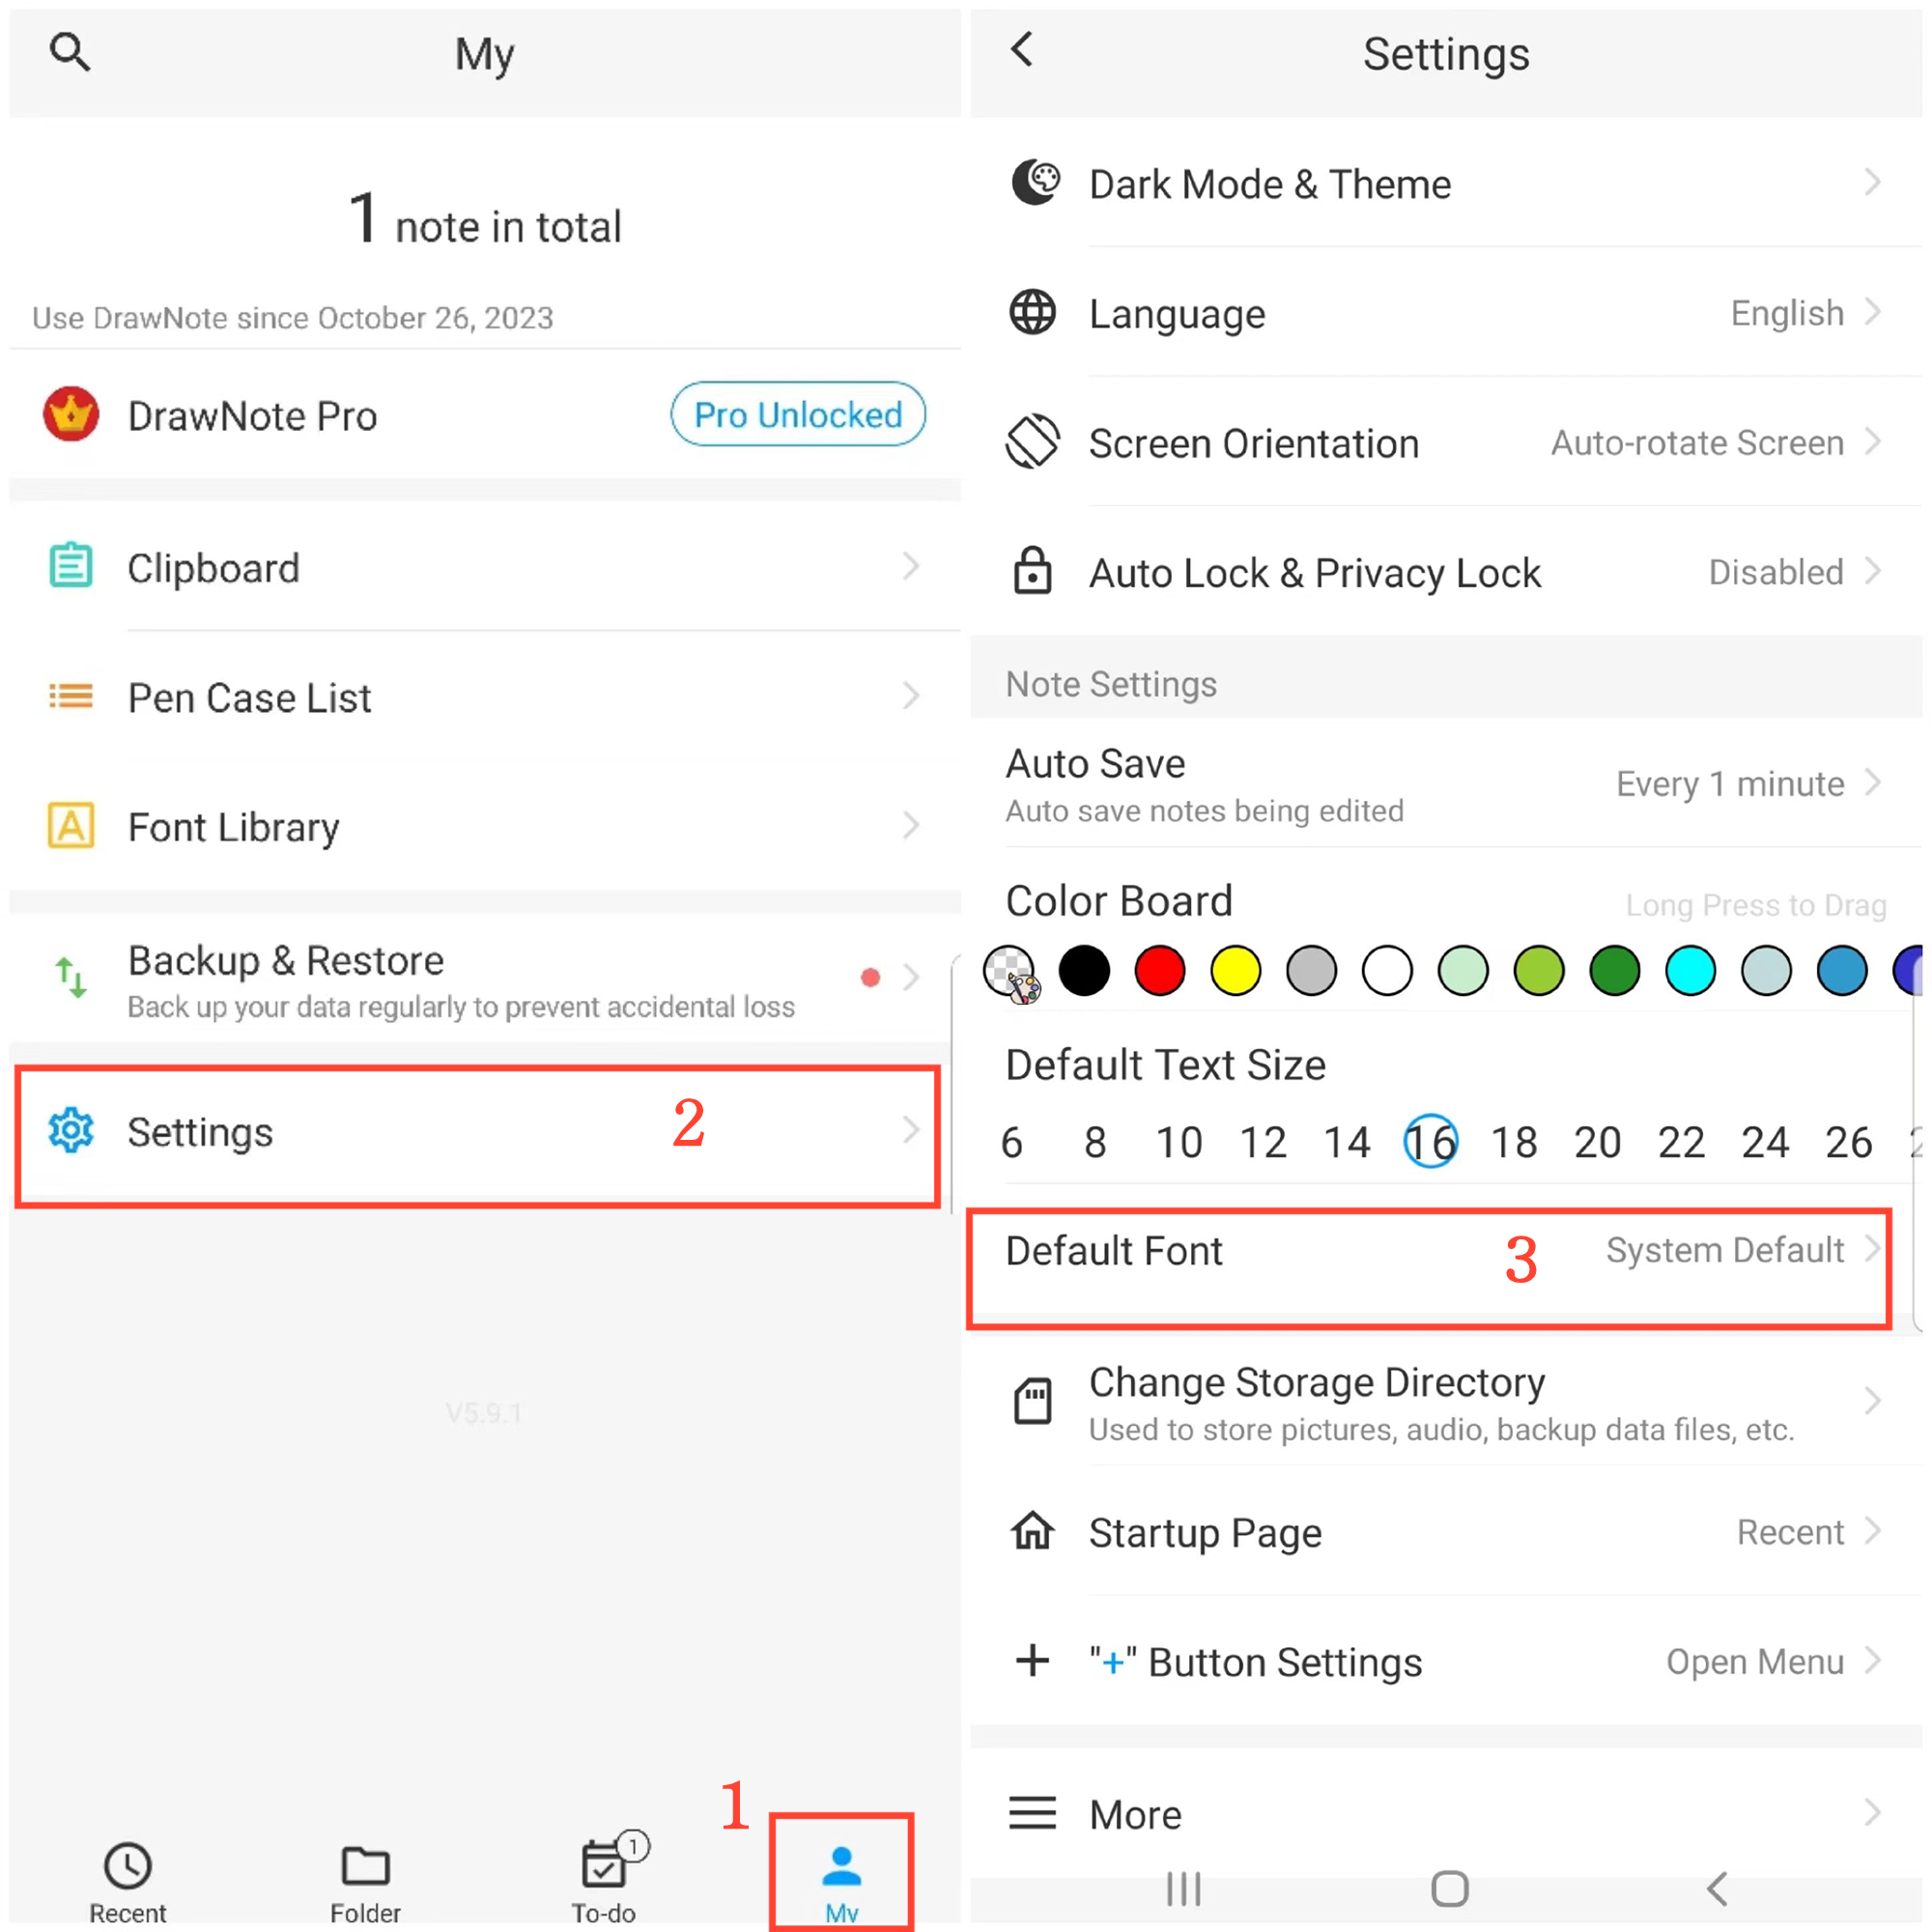 My
1 note in total
Use DrawNote since October 26, 2023
DrawNote Pro
Pro Unlocked
Clipboard
Pen Case List
Font Library
Backup & Restore
Back up your data regularly to prevent accidental loss
Settings
2
V5.9.1
1
Recent
Folder
To-do
1
My
Settings
Dark Mode & Theme
Language
English
Screen Orientation
Auto-rotate Screen
Auto Lock & Privacy Lock
Disabled
Note Settings
Auto Save
Every 1 minute
Auto save notes being edited
Color Board
Long Press to Drag
Default Text Size
6 8 10 12 14 16 18 20 22 24 26
Default Font
3
System Default
Change Storage Directory
Used to store pictures, audio, backup data files, etc.
Startup Page
Recent
"+" Button Settings
Open Menu
More